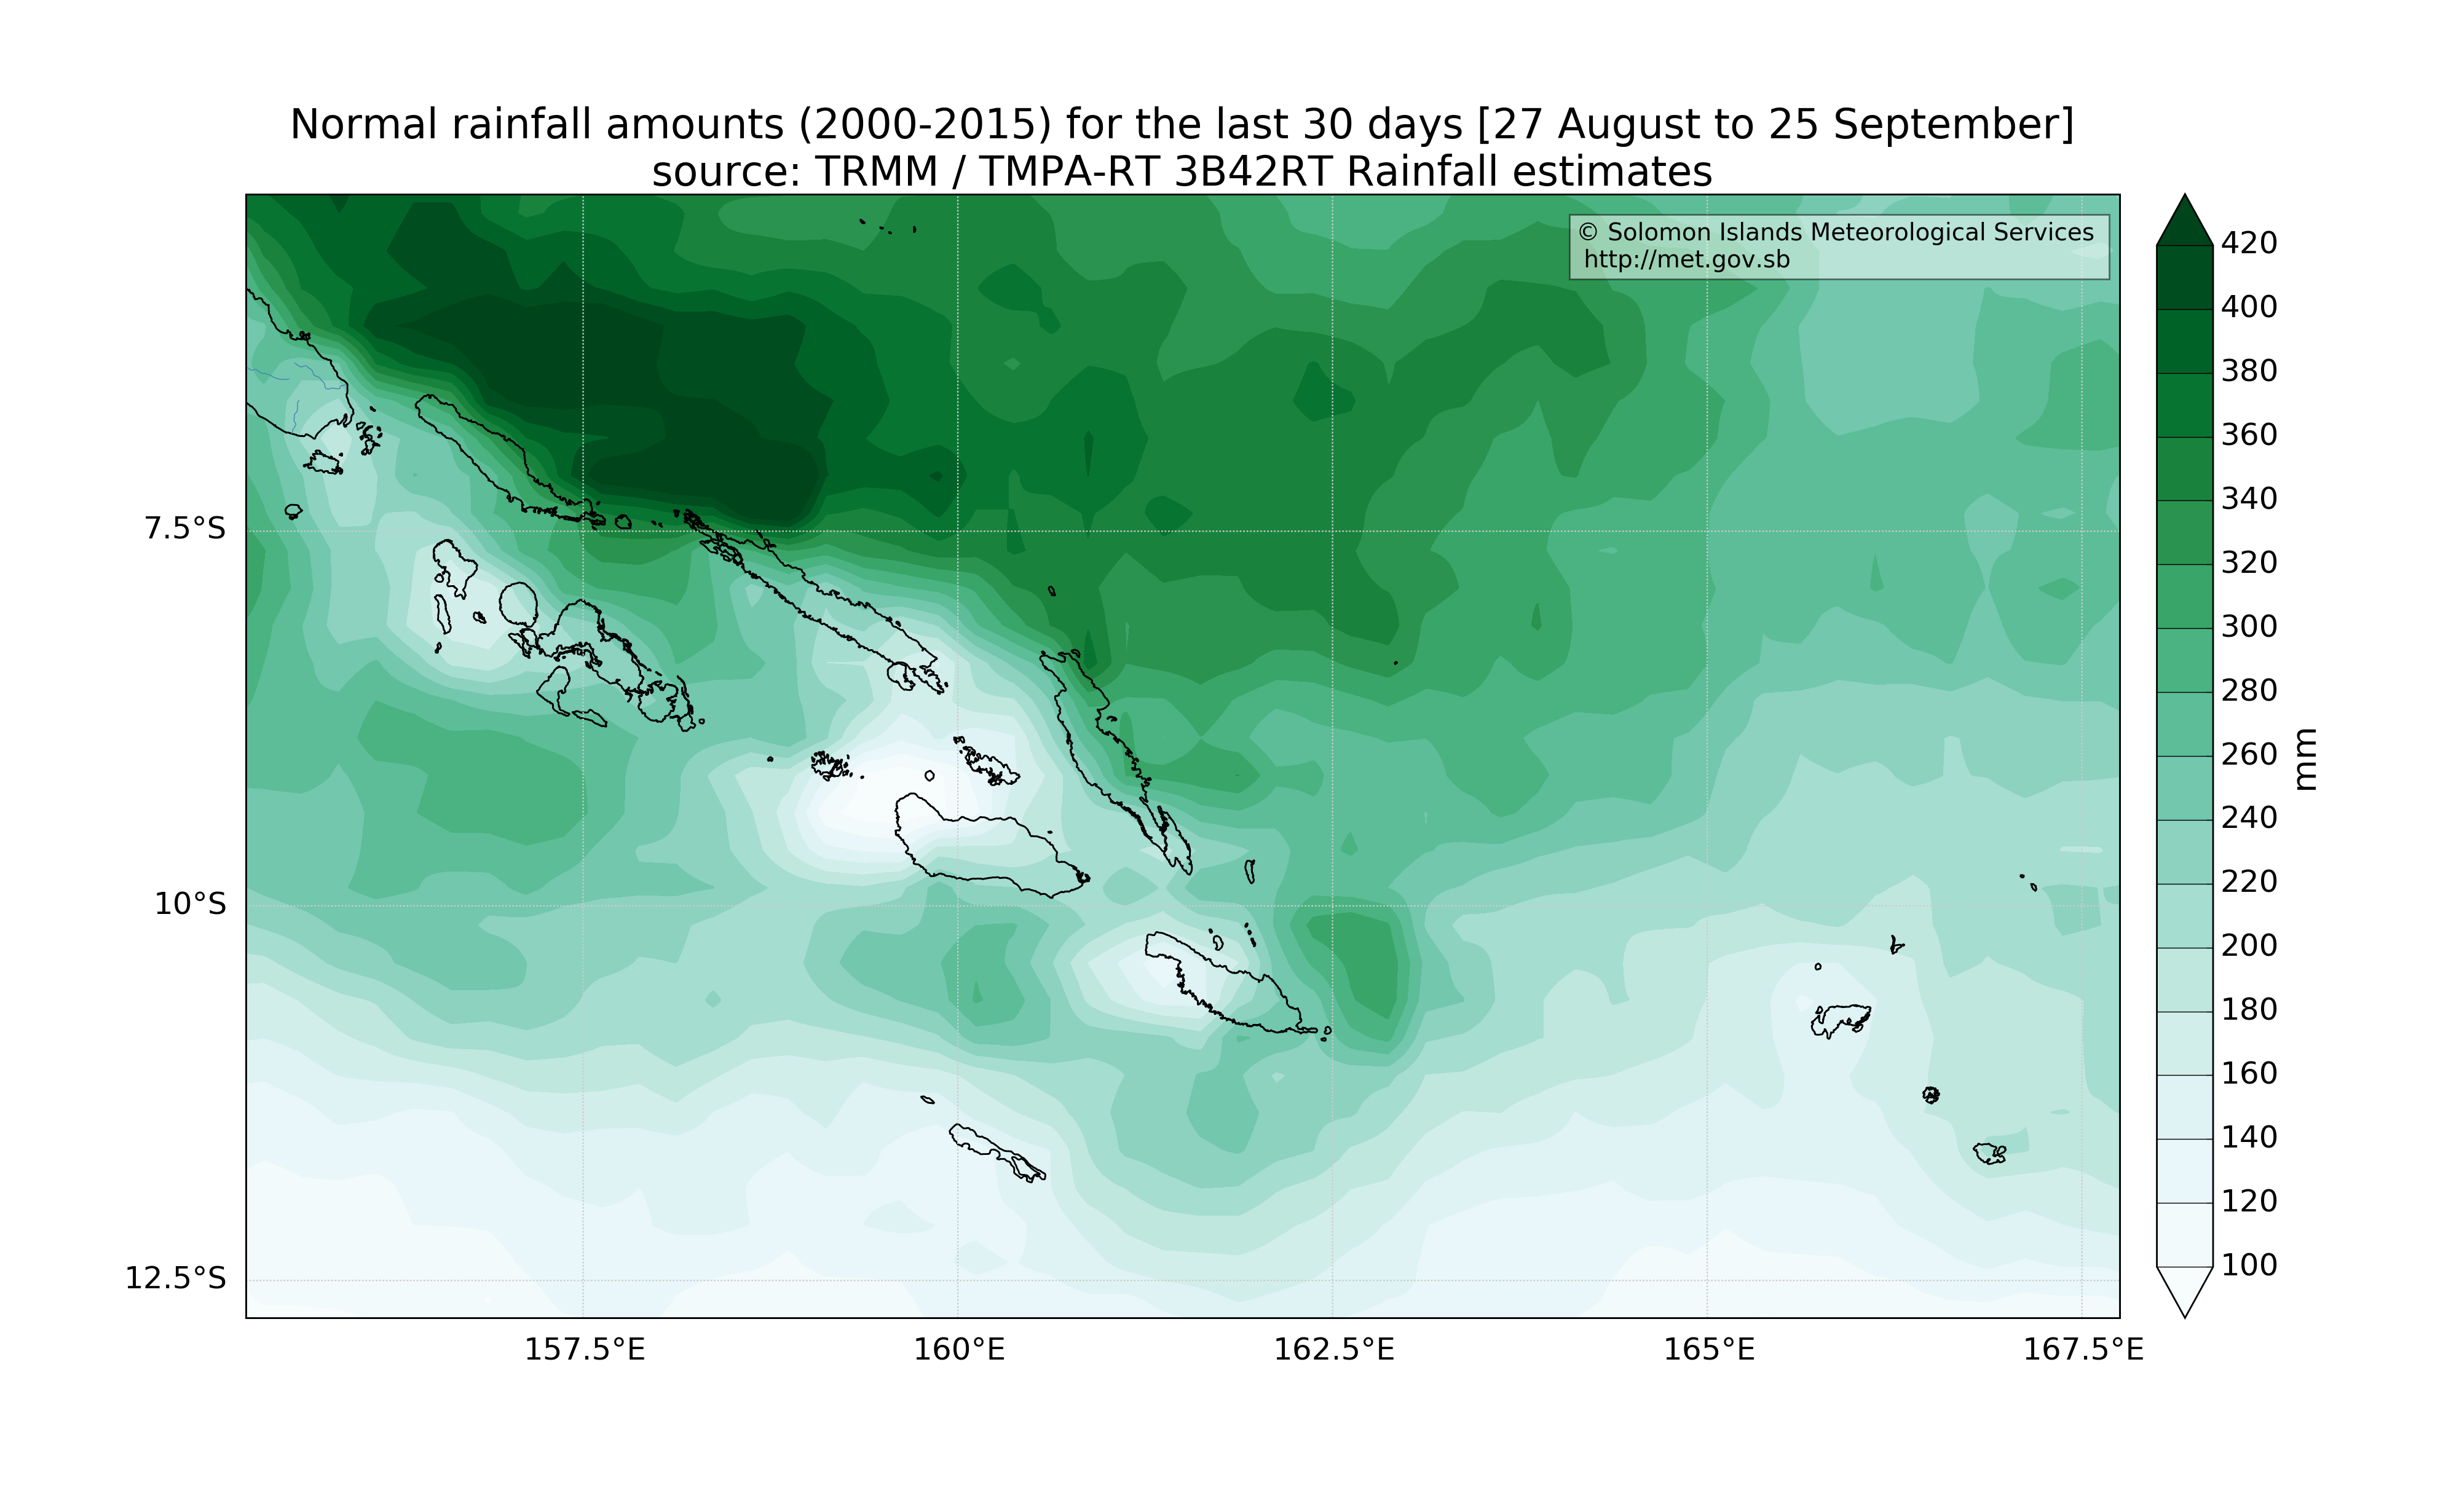 Normal rainfall amounts (2000-2015) for the last 30 days [27 August to 25 September]
source: TRMM / TMPA-RT 3B42RT Rainfall estimates
© Solomon Islands Meteorological Services
http://met.gov.sb
7.5°S
10°S
12.5°S
157.5°E
160°E
162.5°E
165°E
167.5°E
420
400
380
360
340
320
300
280
260
240
220
200
180
160
140
120
100
mm